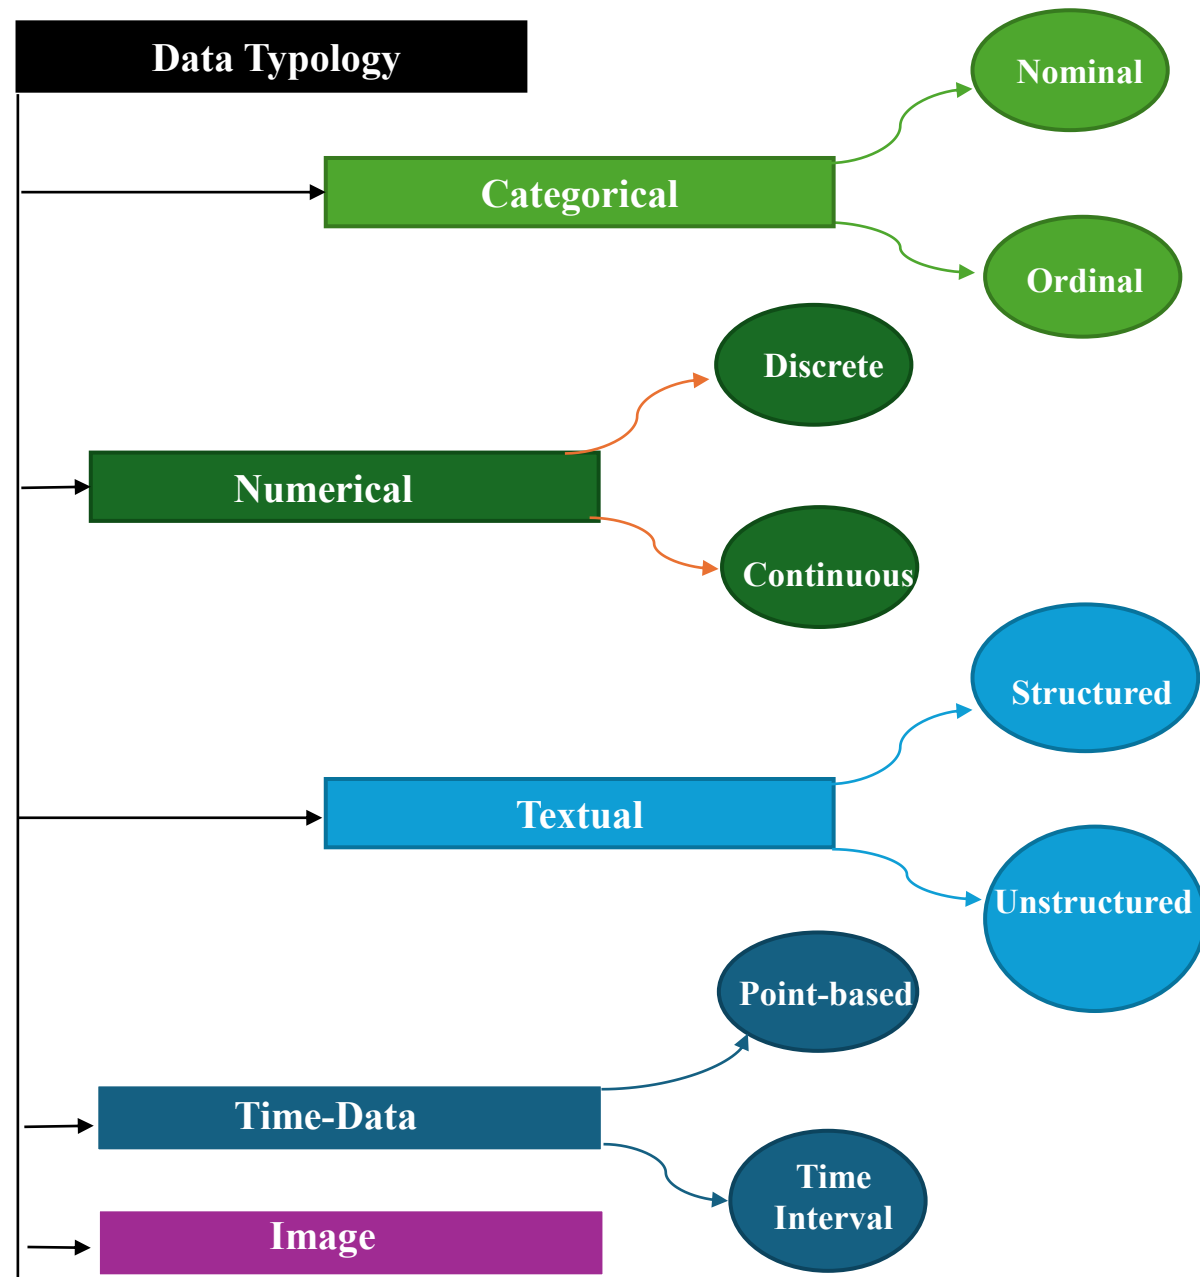 Data Typology
Nominal
Categorical
Ordinal
Discrete
Numerical
Continuous
Structured
Textual
Unstructured
Point-based
Time-Data
Time
Interval
Image